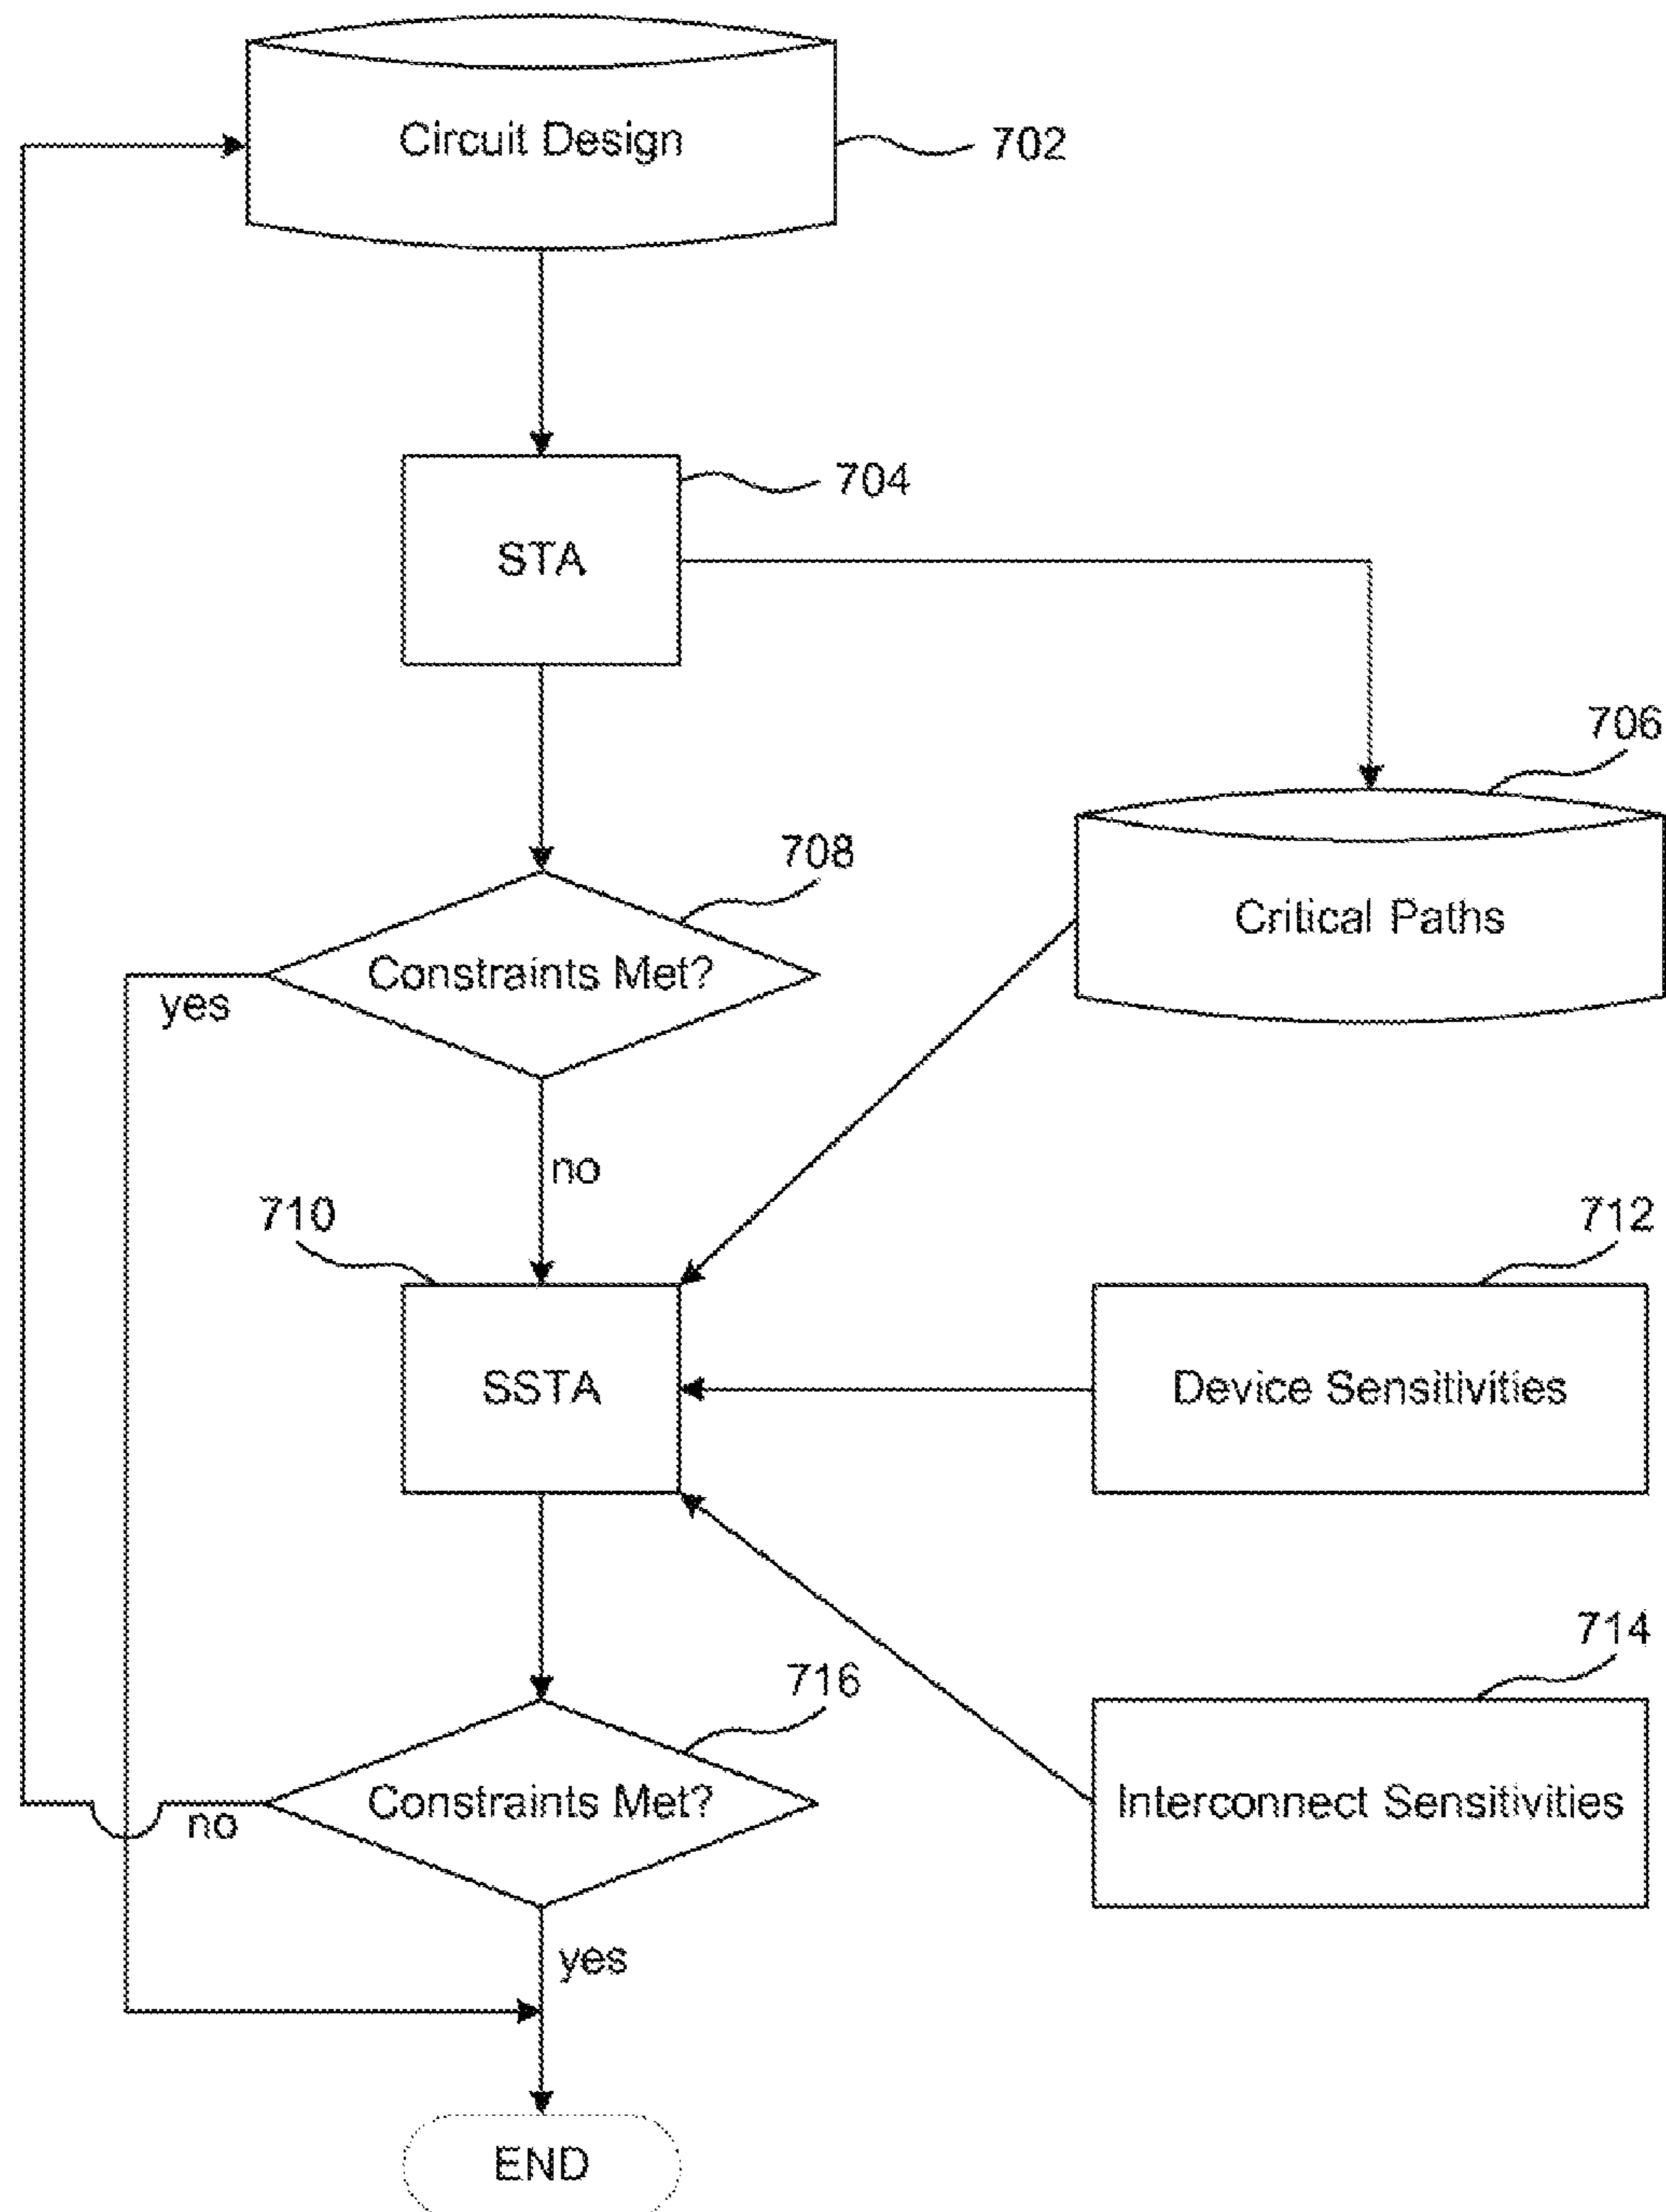 Circuit Design
702
704
STA
706
708
Critical Paths
Constraints Met?
yes
no
710
712
SSTA
Device Sensitivities
714
716
Constraints Met?
Interconnect Sensitivities
no
yes
END